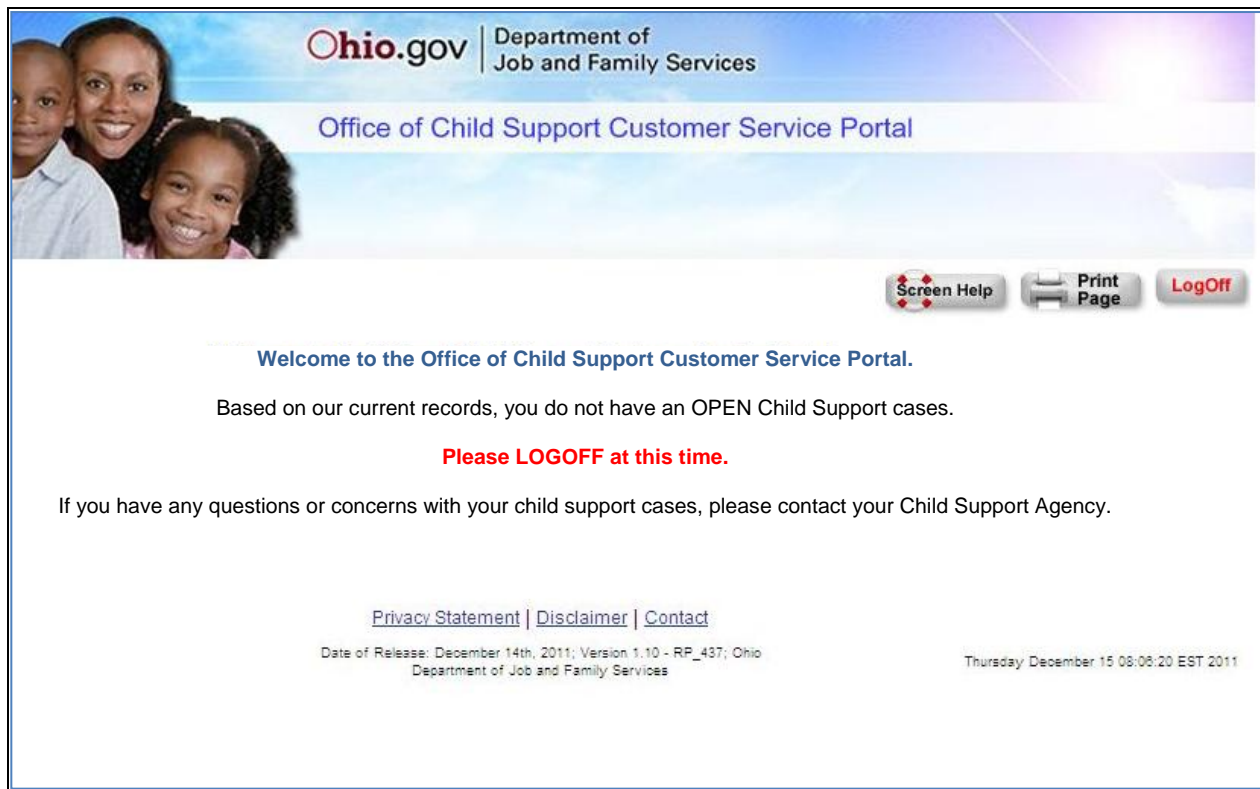 Ohio.gov
Department of
Job and Family Services
Office of Child Support Customer Service Portal
Screen Help
Print
Page
LogOff
Welcome to the Office of Child Support Customer Service Portal.
Based on our current records, you do not have an OPEN Child Support cases.
Please LOGOFF at this time.
If you have any questions or concerns with your child support cases, please contact your Child Support Agency.
Privacy Statement | Disclaimer | Contact
Date of Release: December 14th, 2011; Version 1.10 - RP_437; Ohio
Department of Job and Family Services
Thursday December 15 08:06:20 EST 2011